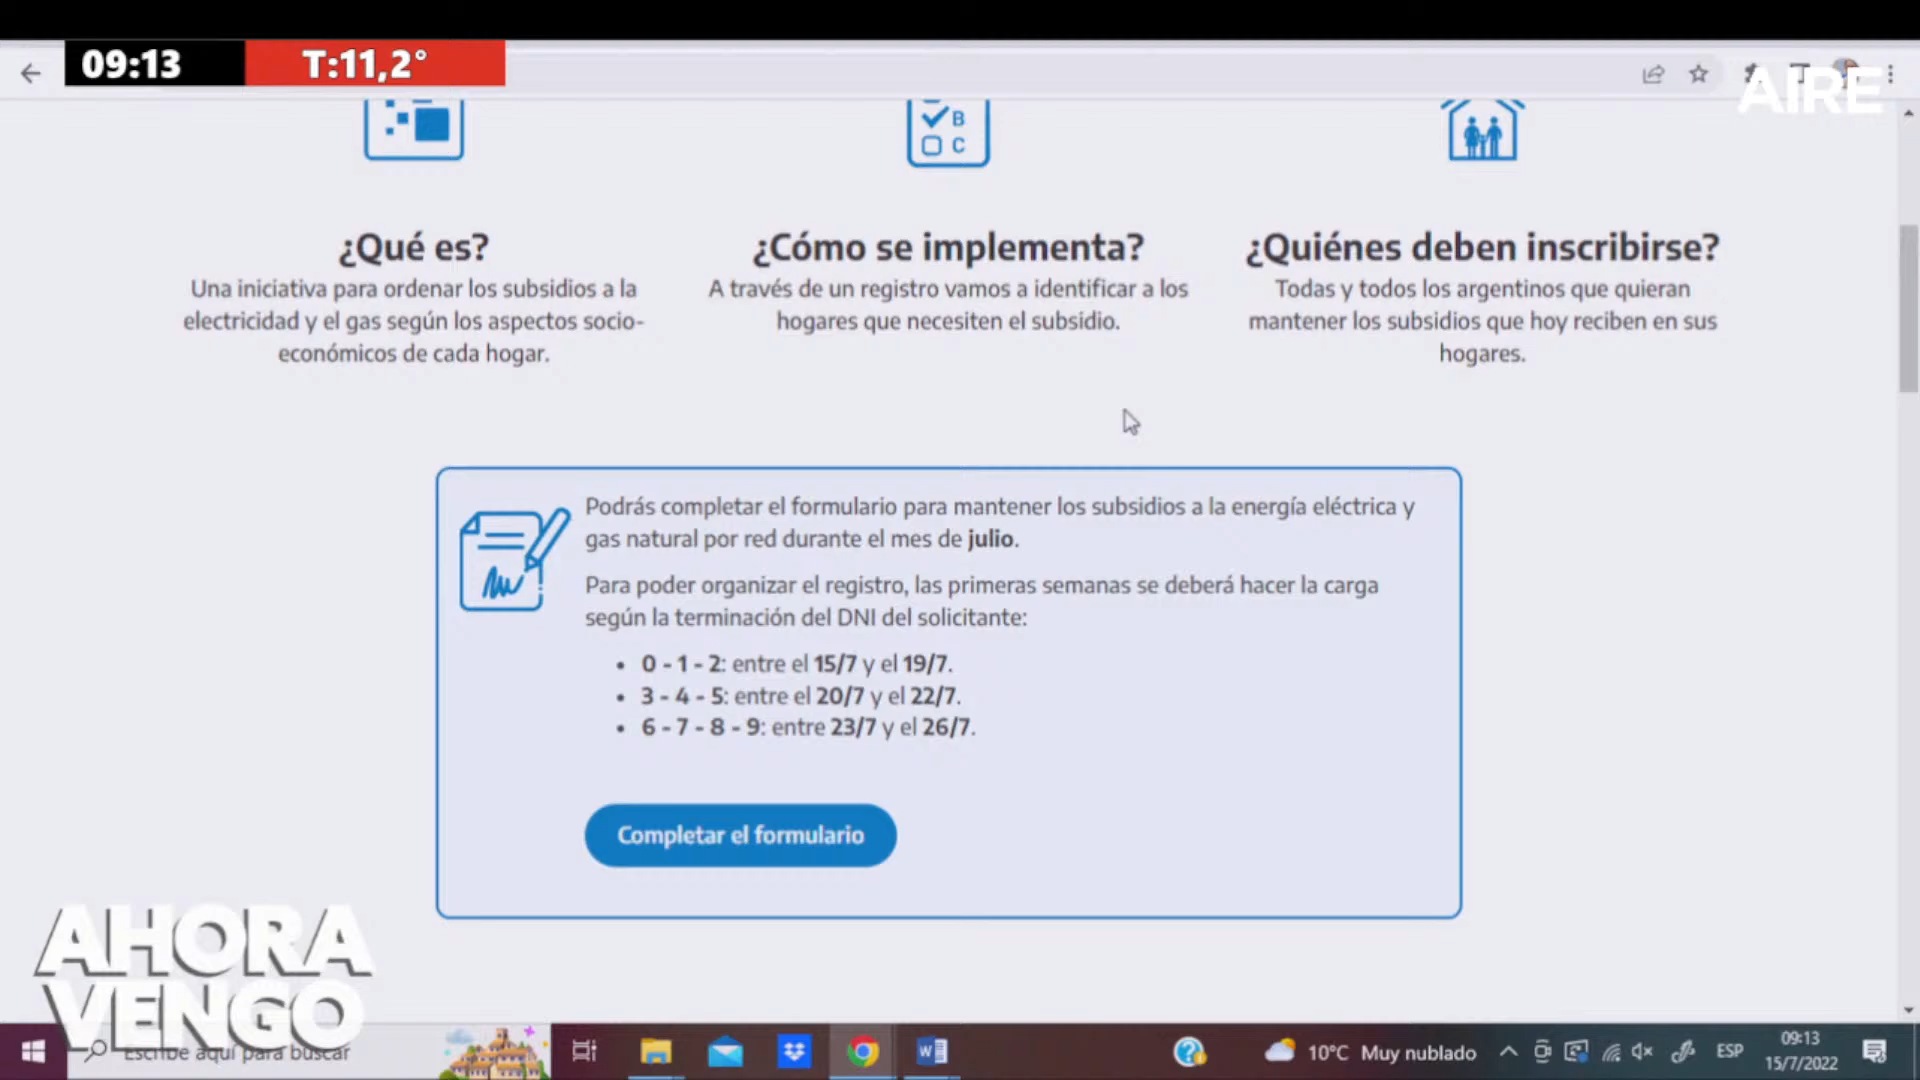 09:13
T:11,2°
AIRE
B
C
¿Qué es?
Una iniciativa para ordenar los subsidios a la
electricidad y el gas según los aspectos socio-
económicos de cada hogar.
¿Cómo se implementa?
A través de un registro vamos a identificar a los
hogares que necesiten el subsidio.
¿Quiénes deben inscribirse?
Todas y todos los argentinos que quieran
mantener los subsidios que hoy reciben en sus
hogares.
Podrás completar el formulario para mantener los subsidios a la energía eléctrica y
gas natural por red durante el mes de julio.
Para poder organizar el registro, las primeras semanas se deberá hacer la carga
según la terminación del DNI del solicitante:
• 0 - 1 - 2: entre el 15/7 y el 19/7.
• 3 - 4 - 5: entre el 20/7 y el 22/7.
• 6 - 7 - 8 - 9: entre 23/7 y el 26/7.
Completar el formulario
AHORA
VENGO
Escribe aquí para buscar
W
10°C Muy nublado
ESP
09:13
15/7/2022